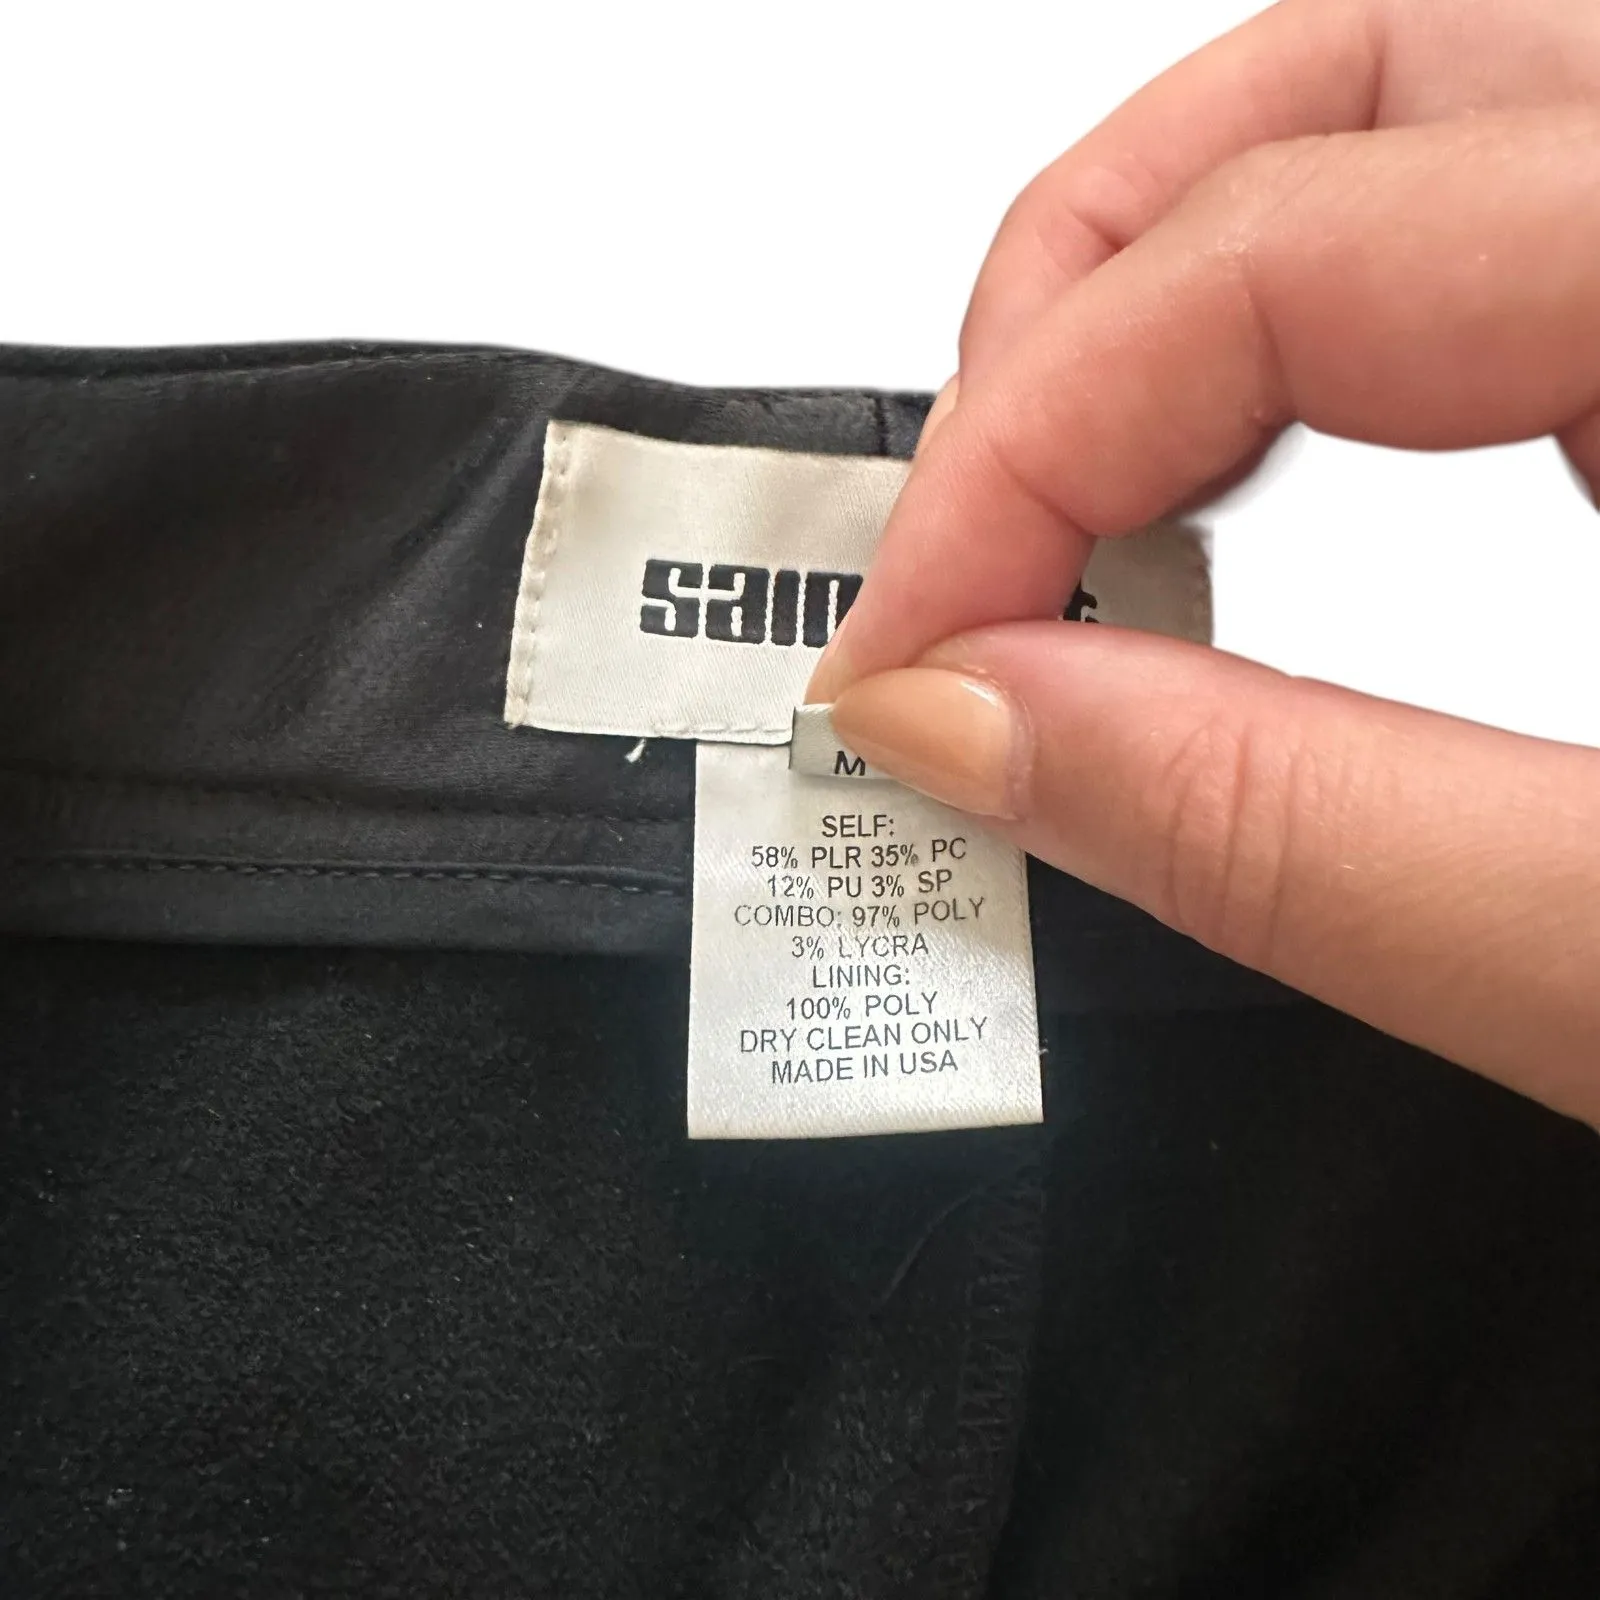 M
SELF:
58% PLR 35% PC
12% PU 3% SP
COMBO: 97% POLY
3% LYCRA
LINING:
100% POLY
DRY CLEAN ONLY
MADE IN USA